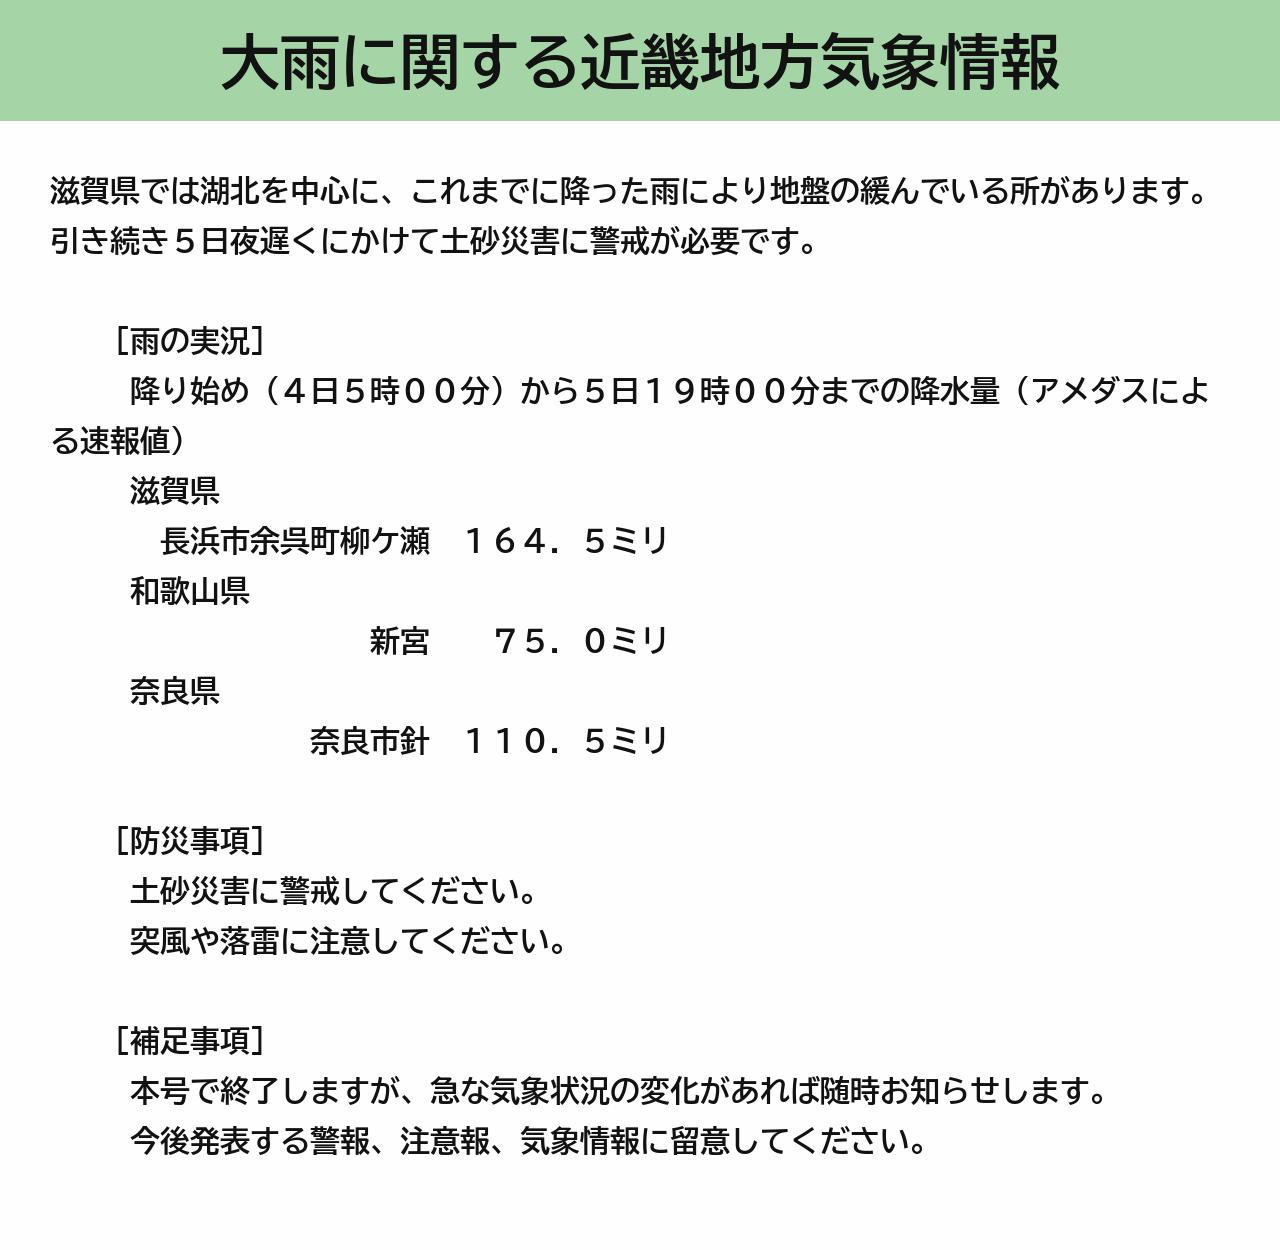 大雨に関する近畿地方気象情報
滋賀県では湖北を中心に、これまでに降った雨により地盤の緩んでいる所があります。
引き続き５日夜遅くにかけて土砂災害に警戒が必要です。
［雨の実況］
降り始め（４日５時００分）から５日１９時００分までの降水量（アメダスによ
る速報値）
滋賀県
長浜市余呉町柳ケ瀬　１６４．５ミリ
和歌山県
新宮　　７５．０ミリ
奈良県
奈良市針　１１０．５ミリ
［防災事項］
土砂災害に警戒してください。
突風や落雷に注意してください。
［補足事項］
本号で終了しますが、急な気象状況の変化があれば随時お知らせします。
今後発表する警報、注意報、気象情報に留意してください。